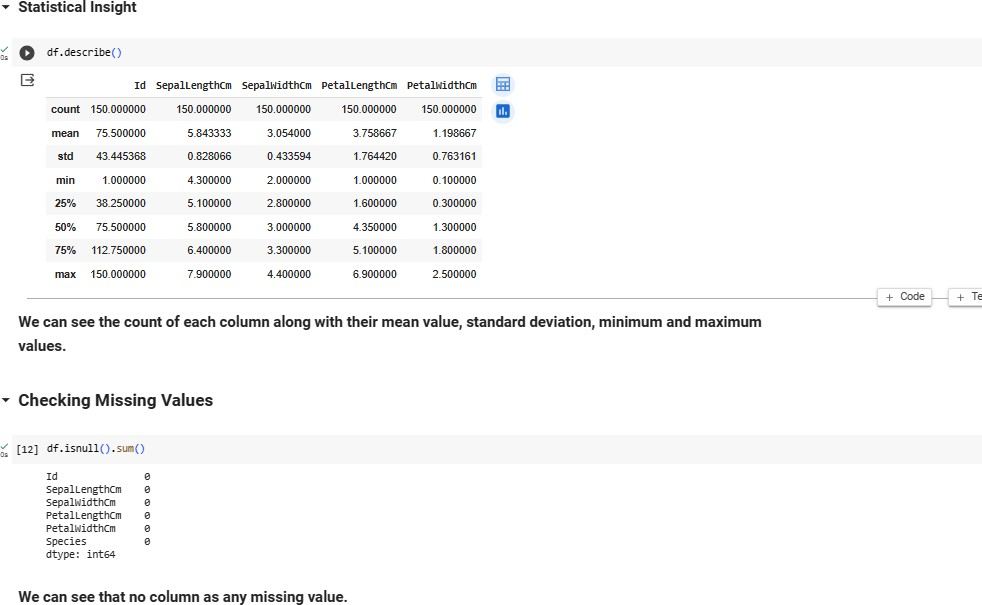 Statistical Insight
0s
df.describe()
Id SepalLengthCm SepalWidthCm PetalLengthCm PetalWidthCm
count 150.000000 150.000000 150.000000 150.000000 150.000000
mean 75.500000 5.843333 3.054000 3.758667 1.198667
std 43.445368 0.828066 0.433594 1.764420 0.763161
min 1.000000 4.300000 2.000000 1.000000 0.100000
25% 38.250000 5.100000 2.800000 1.600000 0.300000
50% 75.500000 5.800000 3.000000 4.350000 1.300000
75% 112.750000 6.400000 3.300000 5.100000 1.800000
max 150.000000 7.900000 4.400000 6.900000 2.500000
+ Code + Te
We can see the count of each column along with their mean value, standard deviation, minimum and maximum
values.
Checking Missing Values
0s
[12] df.isnull().sum()
Id 0
SepalLengthCm 0
SepalWidthCm 0
PetalLengthCm 0
PetalWidthCm 0
Species 0
dtype: int64
We can see that no column as any missing value.